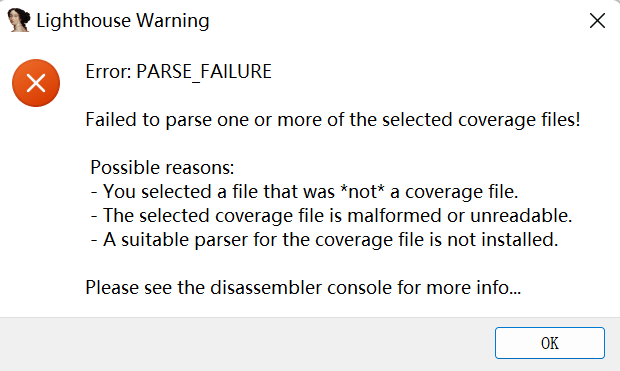 Lighthouse Warning
Error: PARSE_FAILURE
Failed to parse one or more of the selected coverage files!
Possible reasons:
- You selected a file that was *not* a coverage file.
- The selected coverage file is malformed or unreadable.
- A suitable parser for the coverage file is not installed.
Please see the disassembler console for more info...
OK